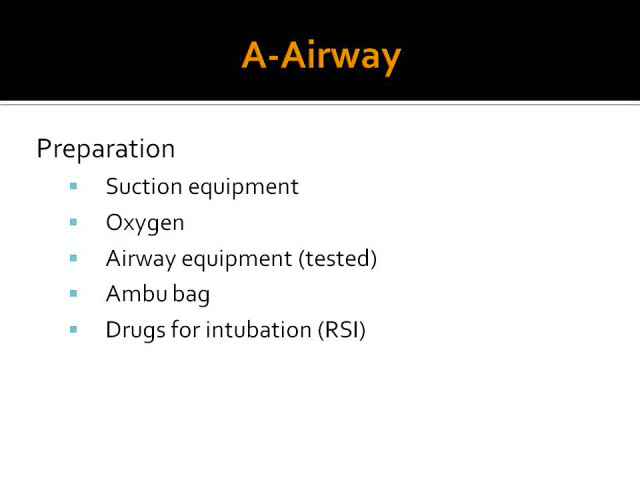 A-Airway
Preparation
Suction equipment
Oxygen
Airway equipment (tested)
Ambu bag
Drugs for intubation (RSI)